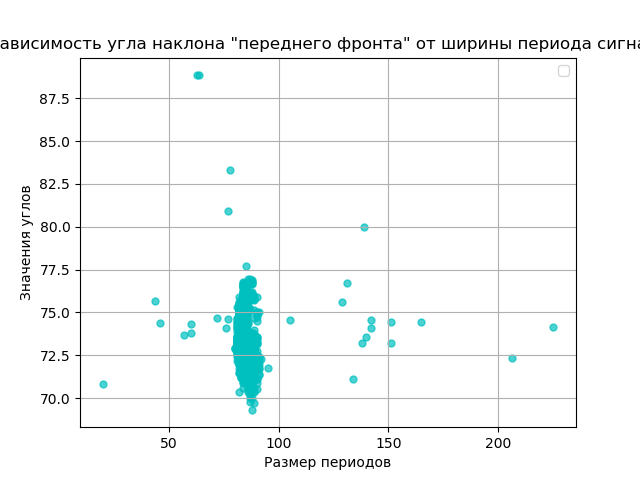 ависимость угла наклона "переднего фронта" от ширины периода сигна
87.5
85.0
82.5
80.0
77.5
75.0
72.5
70.0
Значения углов
50 100 150 200
Размер периодов